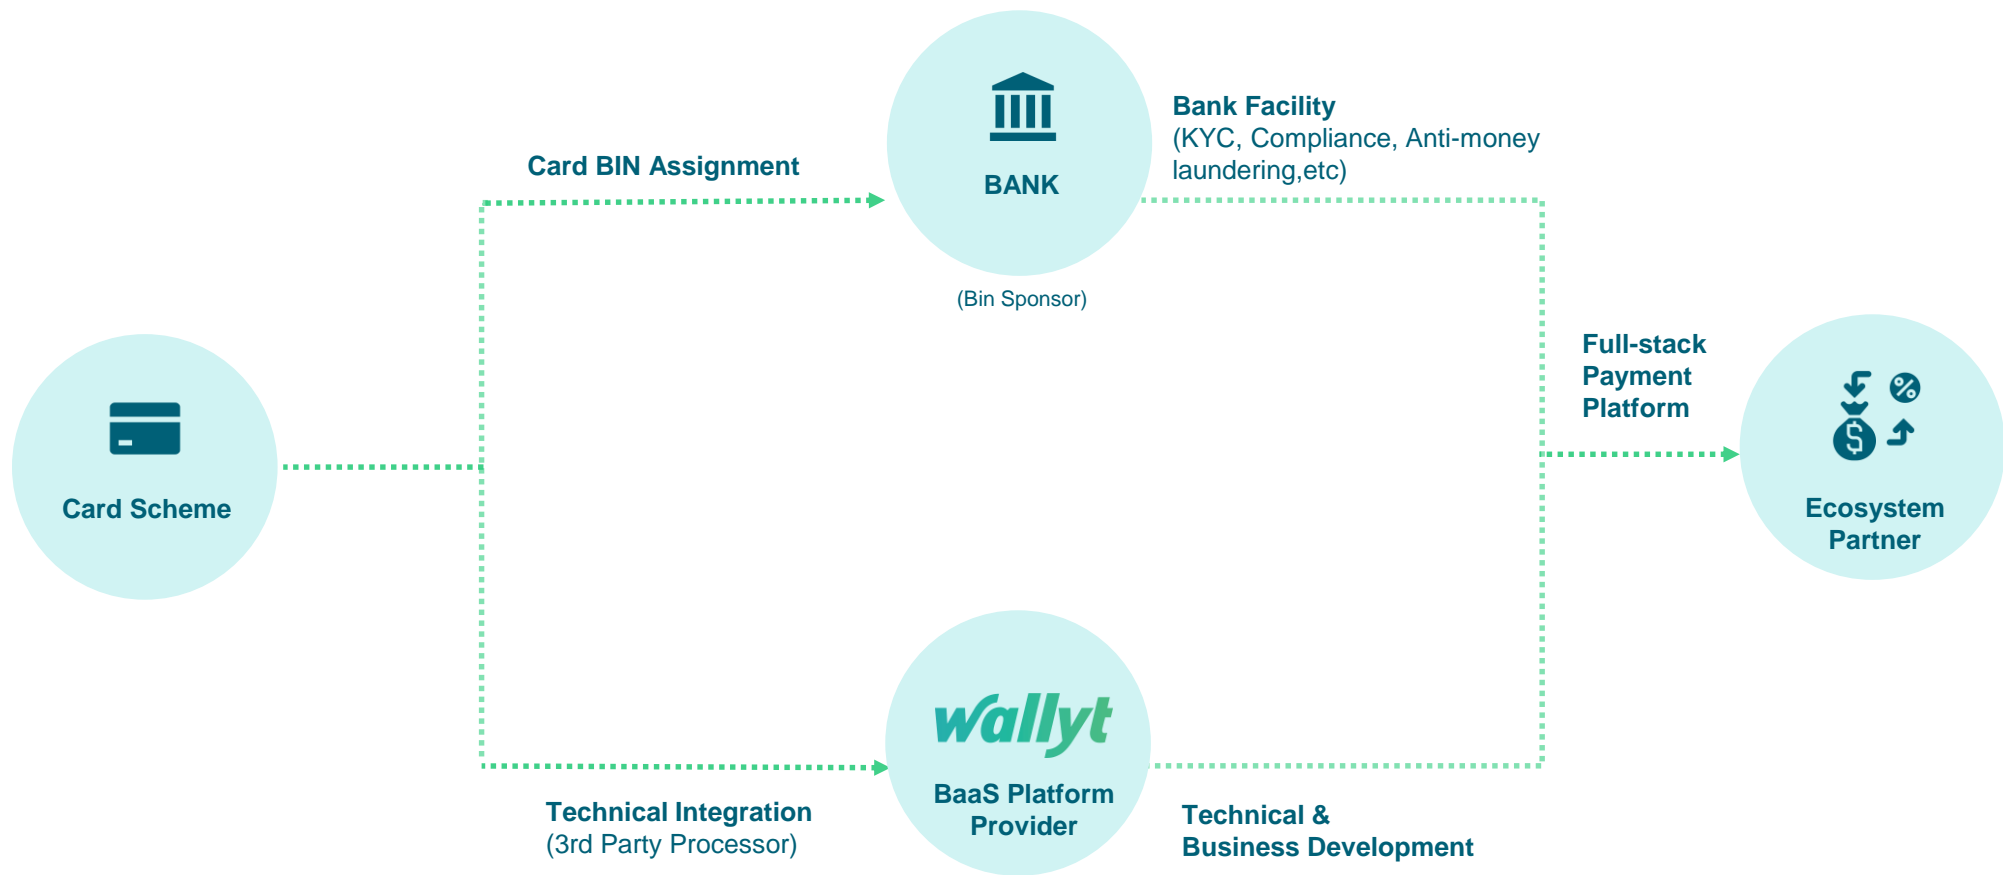 Card Scheme
Card BIN Assignment
BANK
(Bin Sponsor)
Bank Facility
(KYC, Compliance, Anti-money
laundering,etc)
Technical Integration
(3rd Party Processor)
wallyt
BaaS Platform
Provider
Technical &
Business Development
Full-stack
Payment
Platform
%
$
Ecosystem
Partner